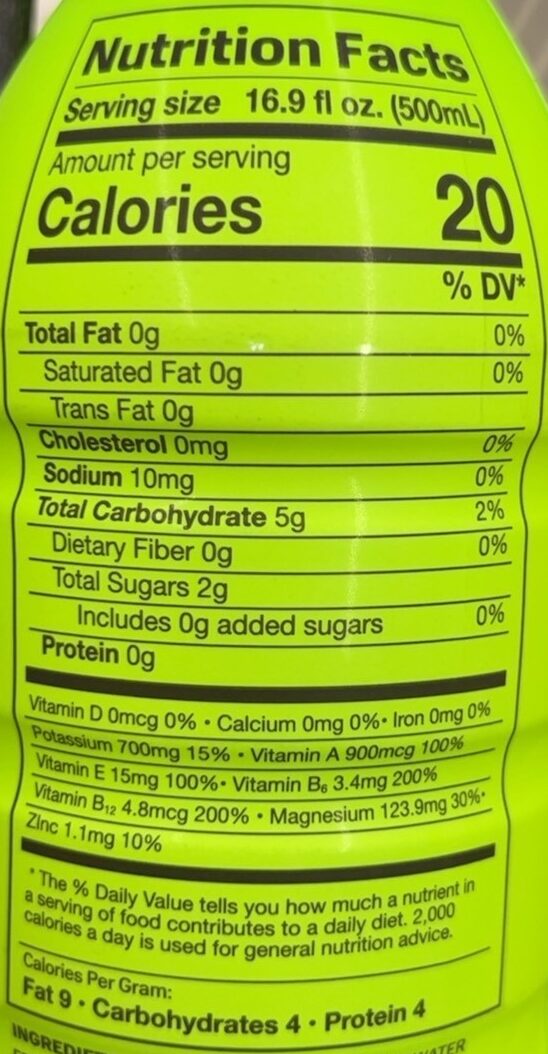 Nutrition Facts
Serving size 16.9 fl oz. (500mL)
Amount per serving
Calories 20
% DV*
Total Fat 0g 0%
Saturated Fat 0g 0%
Trans Fat 0g
Cholesterol 0mg 0%
Sodium 10mg 0%
Total Carbohydrate 5g 2%
Dietary Fiber 0g 0%
Total Sugars 2g
Includes 0g added sugars 0%
Protein 0g
Vitamin D 0mcg 0% • Calcium 0mg 0%• Iron 0mg 0%
Potassium 700mg 15% • Vitamin A 900mcg 100%
Vitamin E 15mg 100%• Vitamin B₆ 3.4mg 200%
Vitamin B₁₂ 4.8mcg 200% • Magnesium 123.9mg 30%•
Zinc 1.1mg 10%
* The % Daily Value tells you how much a nutrient in
a serving of food contributes to a daily diet. 2,000
calories a day is used for general nutrition advice.
Calories Per Gram:
Fat 9 • Carbohydrates 4 • Protein 4